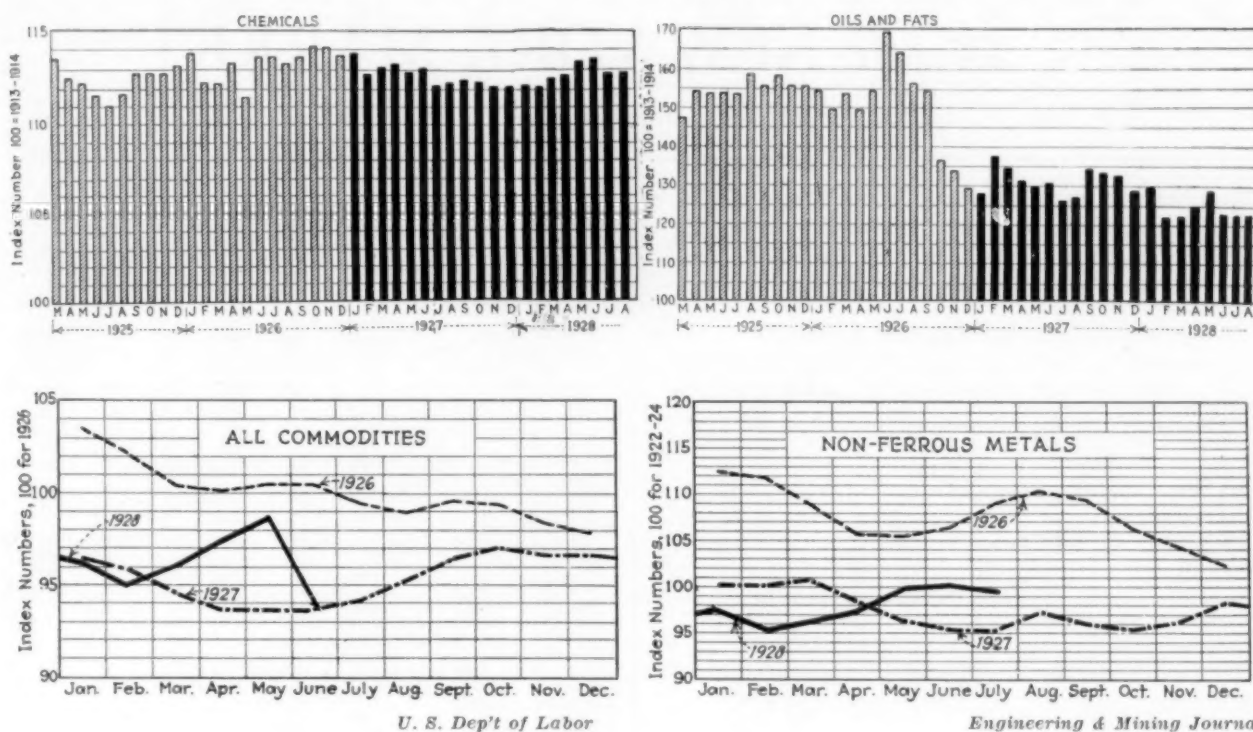 CHEMICALS
Index Number 100 = 1913-1914
115
110
105
100
M A M J J A S O N D J F M A M J J A S O N D J F M A M J J A S O N D J F M A M J J A
1925 1926 1927 1928
OILS AND FATS
Index Number 100 = 1913-1914
170
160
150
140
130
120
110
100
M A M J J A S O N D J F M A M J J A S O N D J F M A M J J A S O N D J F M A M J J A
1925 1926 1927 1928
ALL COMMODITIES
Index Numbers, 100 for 1926
105
100
95
90
1926
1928
1927
Jan. Feb. Mar. Apr. May June July Aug. Sept. Oct. Nov. Dec.
U. S. Dep't of Labor
NON-FERROUS METALS
Index Numbers, 100 for 1922-24
120
115
110
105
100
95
90
1926
1928
1927
Jan. Feb. Mar. Apr. May June July Aug. Sept. Oct. Nov. Dec.
Engineering & Mining Journa